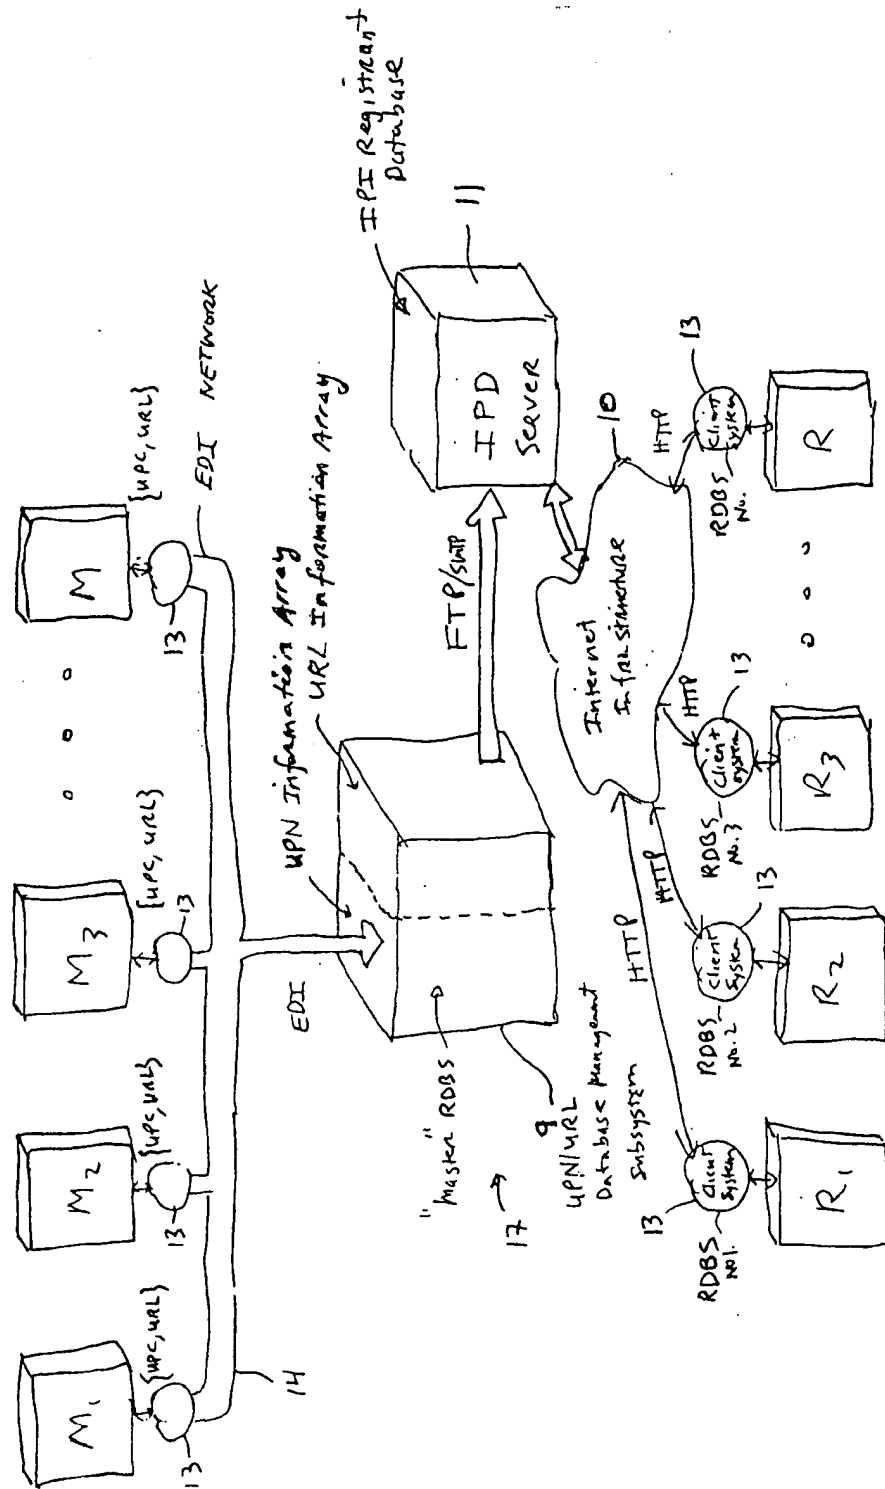 M1
M2
M3
M
{UPC, URL}
{UPC, URL}
{UPC, URL}
{UPC, URL}
13
13
13
13
14
EDI NETWORK
EDI
UPN Information Array
URL Information Array
"Master" RDBS
17
9
UPN/URL
Database Management
Subsystem
FTP/SMTP
IPI Registrant
Database
11
IPD
Server
10
Internet
Infrastructure
HTTP
HTTP
HTTP
HTTP
13
13
13
13
Client
System
Client
System
Client
System
Client
System
RDBS
No1.
RDBS
No.2
RDBS
No.3
RDBS
No.
R1
R2
R3
R